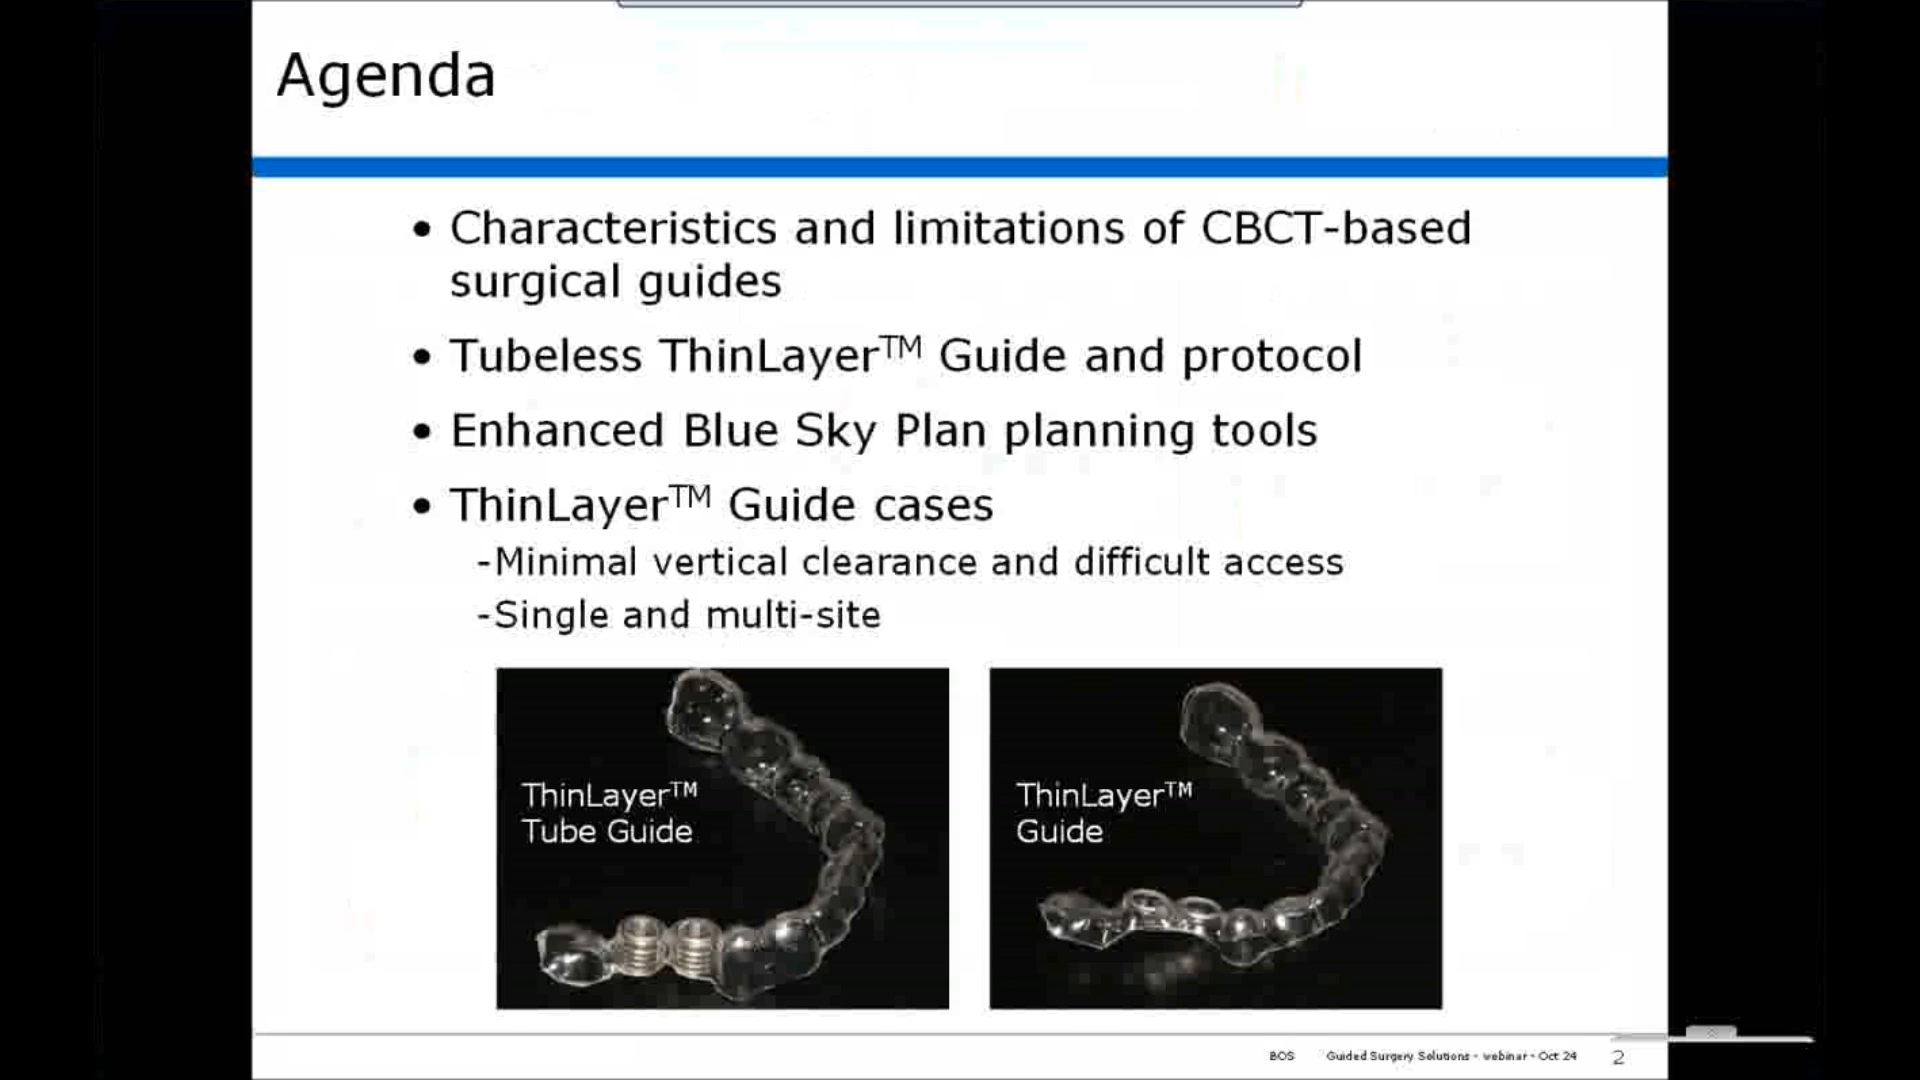 Agenda
• Characteristics and limitations of CBCT-based
surgical guides
• Tubeless ThinLayer™ Guide and protocol
• Enhanced Blue Sky Plan planning tools
• ThinLayer™ Guide cases
-Minimal vertical clearance and difficult access
-Single and multi-site
ThinLayer™
Tube Guide
ThinLayer™
Guide
BOS Guided Surgery Solutions - webinar - Oct 24 2